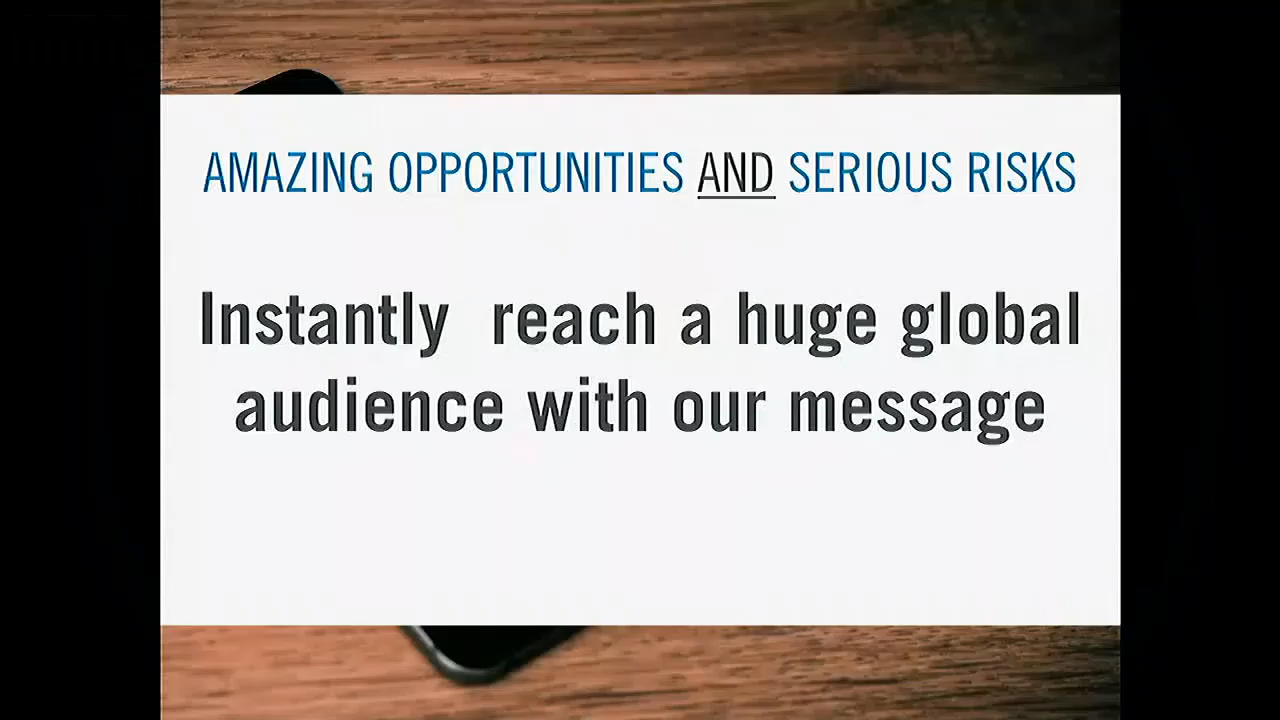 AMAZING OPPORTUNITIES AND SERIOUS RISKS
Instantly  reach a huge global
audience with our message